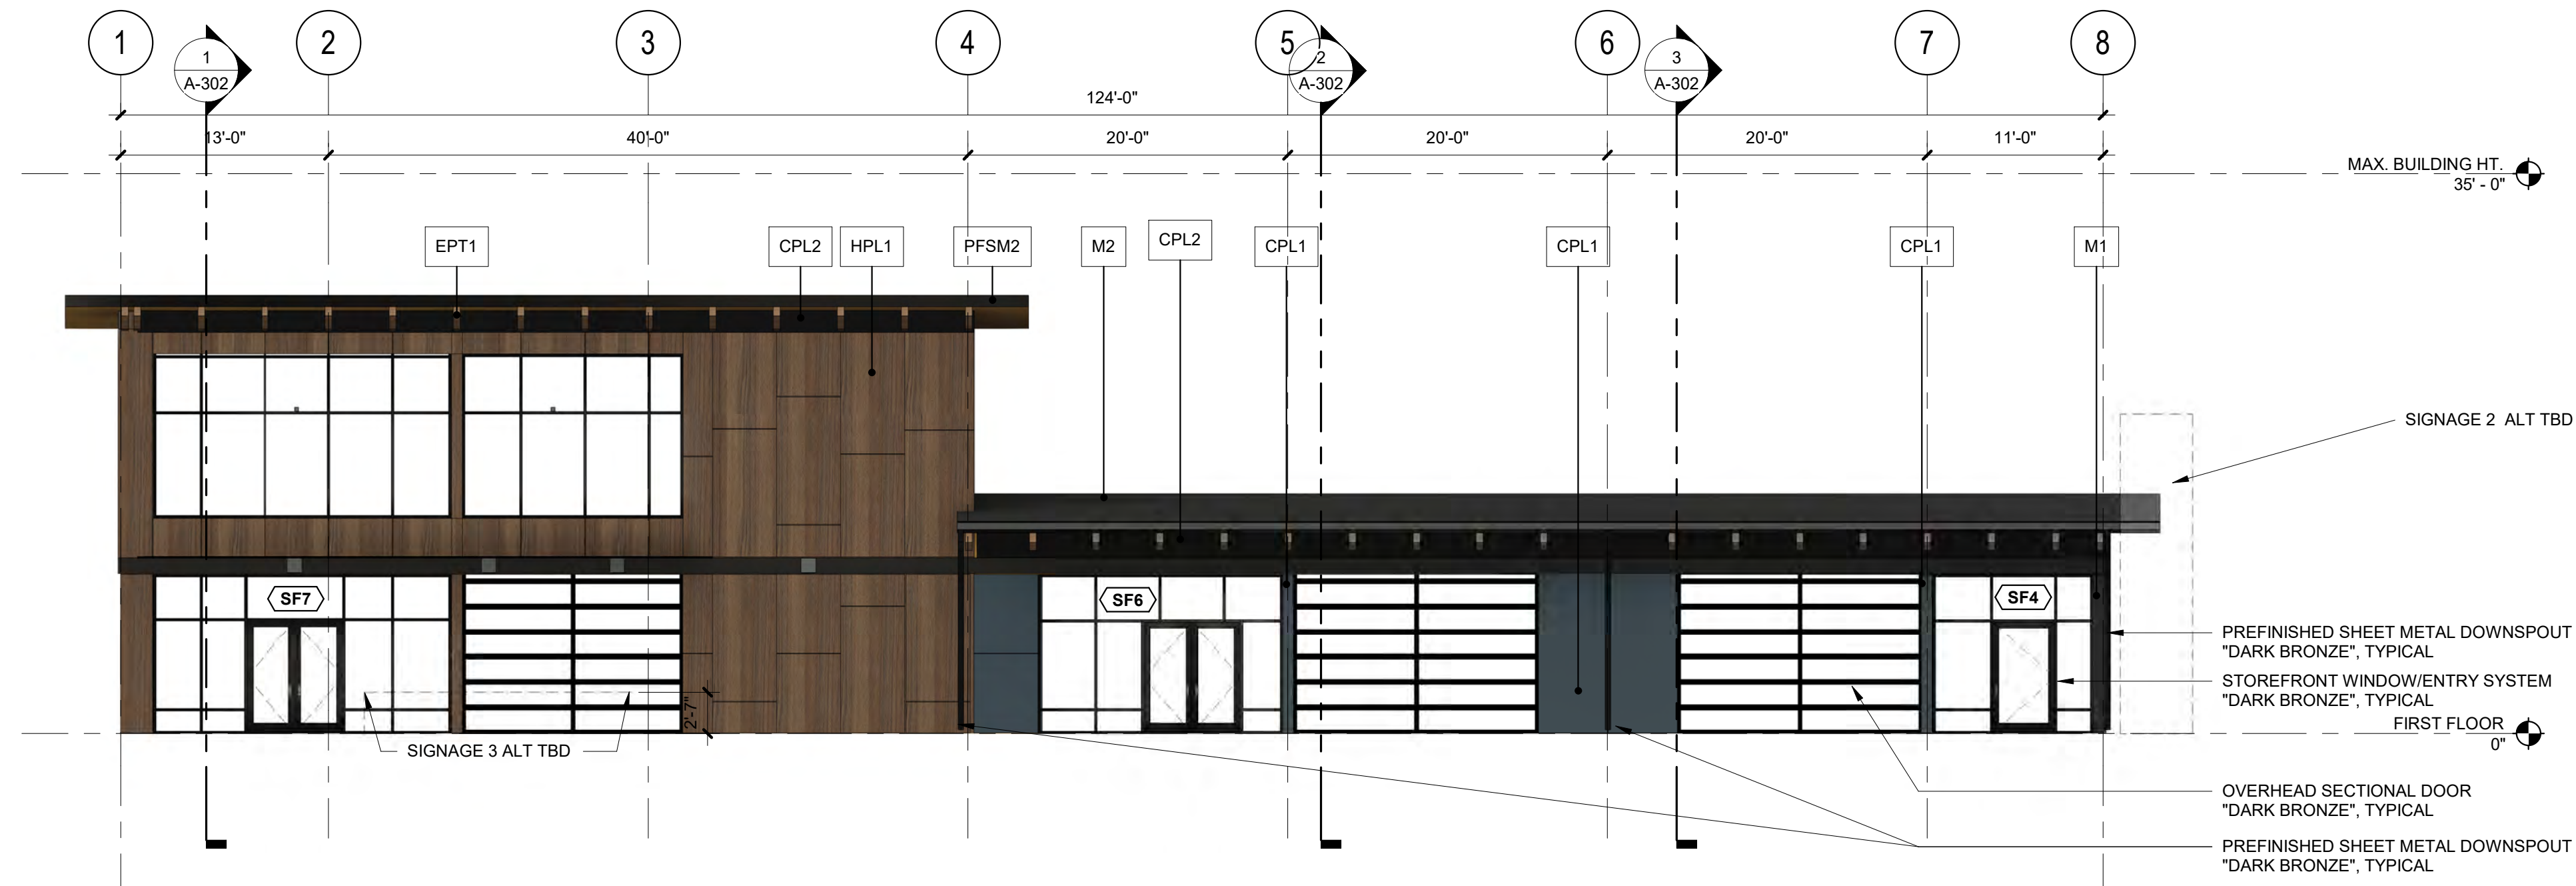 1
2
3
4
5
6
7
8
1
A-302
2
A-302
3
A-302
124'-0"
13'-0"
40'-0"
20'-0"
20'-0"
20'-0"
11'-0"
MAX. BUILDING HT.
35' - 0"
EPT1
CPL2
HPL1
PFSM2
M2
CPL2
CPL1
CPL1
CPL1
M1
SIGNAGE 2 ALT TBD
SF7
SF6
SF4
PREFINISHED SHEET METAL DOWNSPOUT
"DARK BRONZE", TYPICAL
STOREFRONT WINDOW/ENTRY SYSTEM
"DARK BRONZE", TYPICAL
2'-7"
SIGNAGE 3 ALT TBD
FIRST FLOOR
0"
OVERHEAD SECTIONAL DOOR
"DARK BRONZE", TYPICAL
PREFINISHED SHEET METAL DOWNSPOUT
"DARK BRONZE", TYPICAL